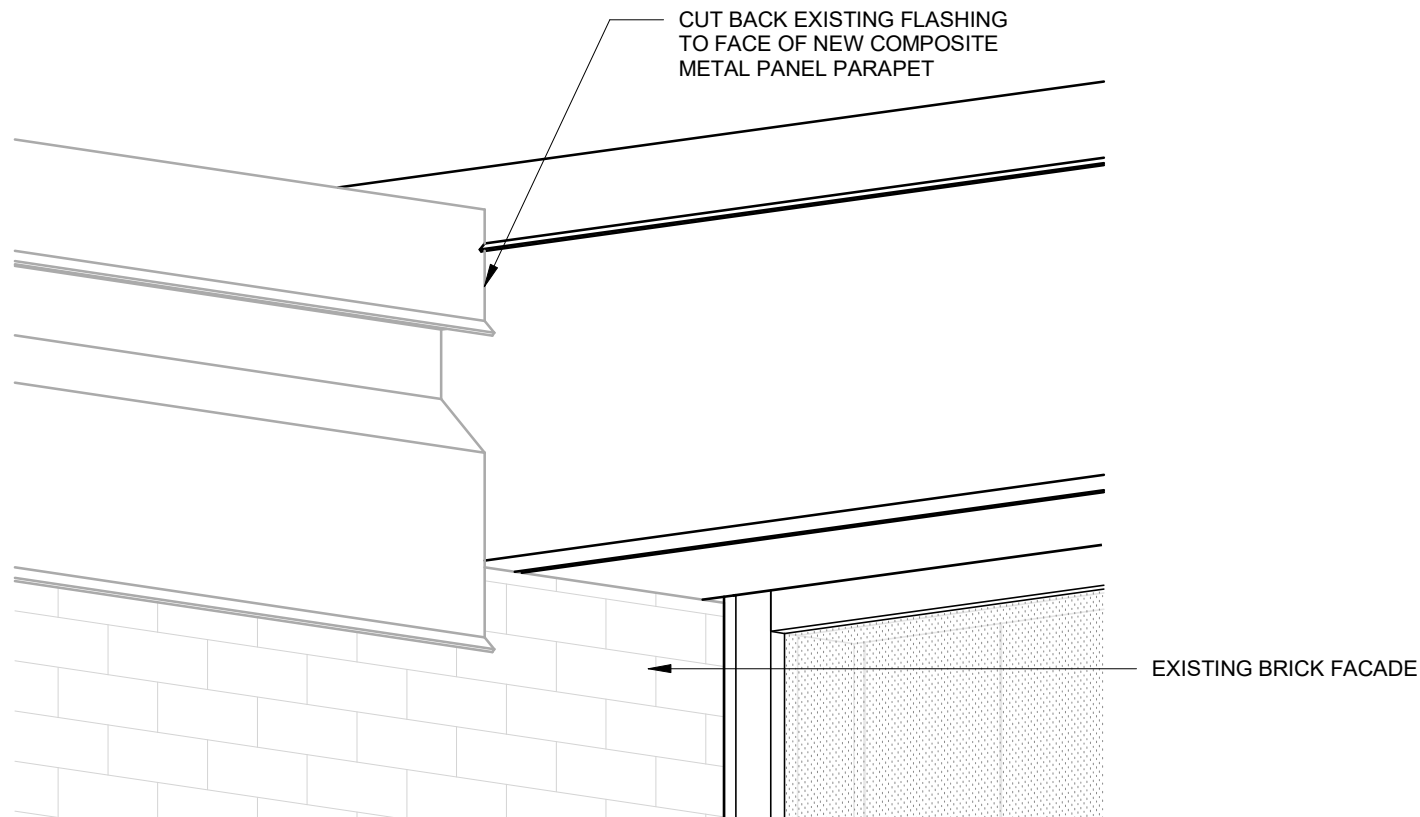 CUT BACK EXISTING FLASHING
TO FACE OF NEW COMPOSITE
METAL PANEL PARAPET
EXISTING BRICK FACADE